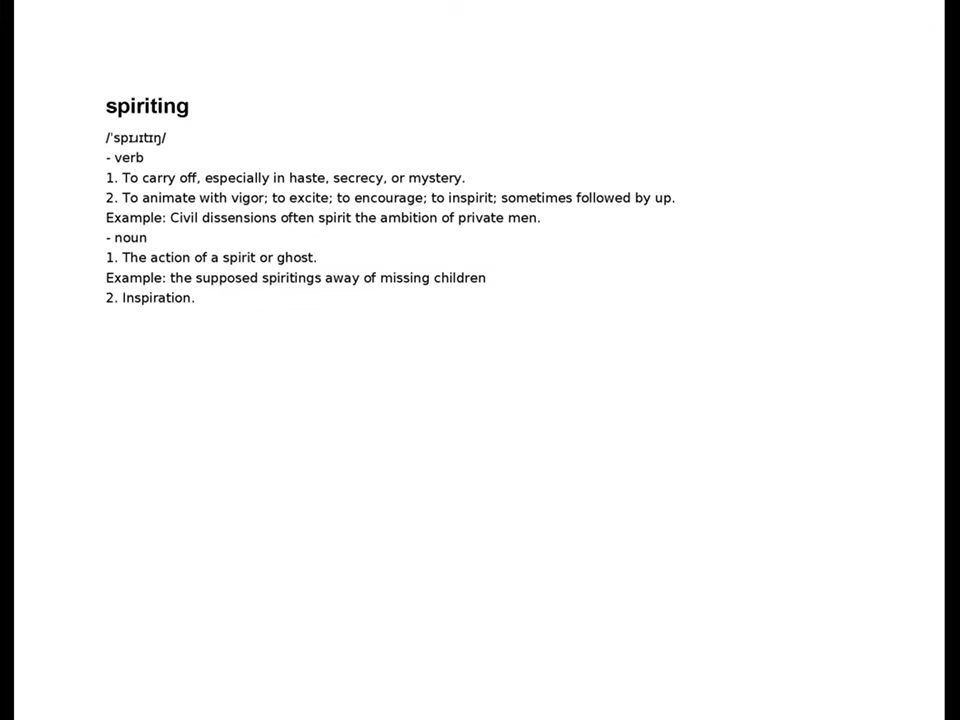 spiriting
/ˈspɪɹɪtɪŋ/
- verb
1. To carry off, especially in haste, secrecy, or mystery.
2. To animate with vigor; to excite; to encourage; to inspirit; sometimes followed by up.
Example: Civil dissensions often spirit the ambition of private men.
- noun
1. The action of a spirit or ghost.
Example: the supposed spiritings away of missing children
2. Inspiration.